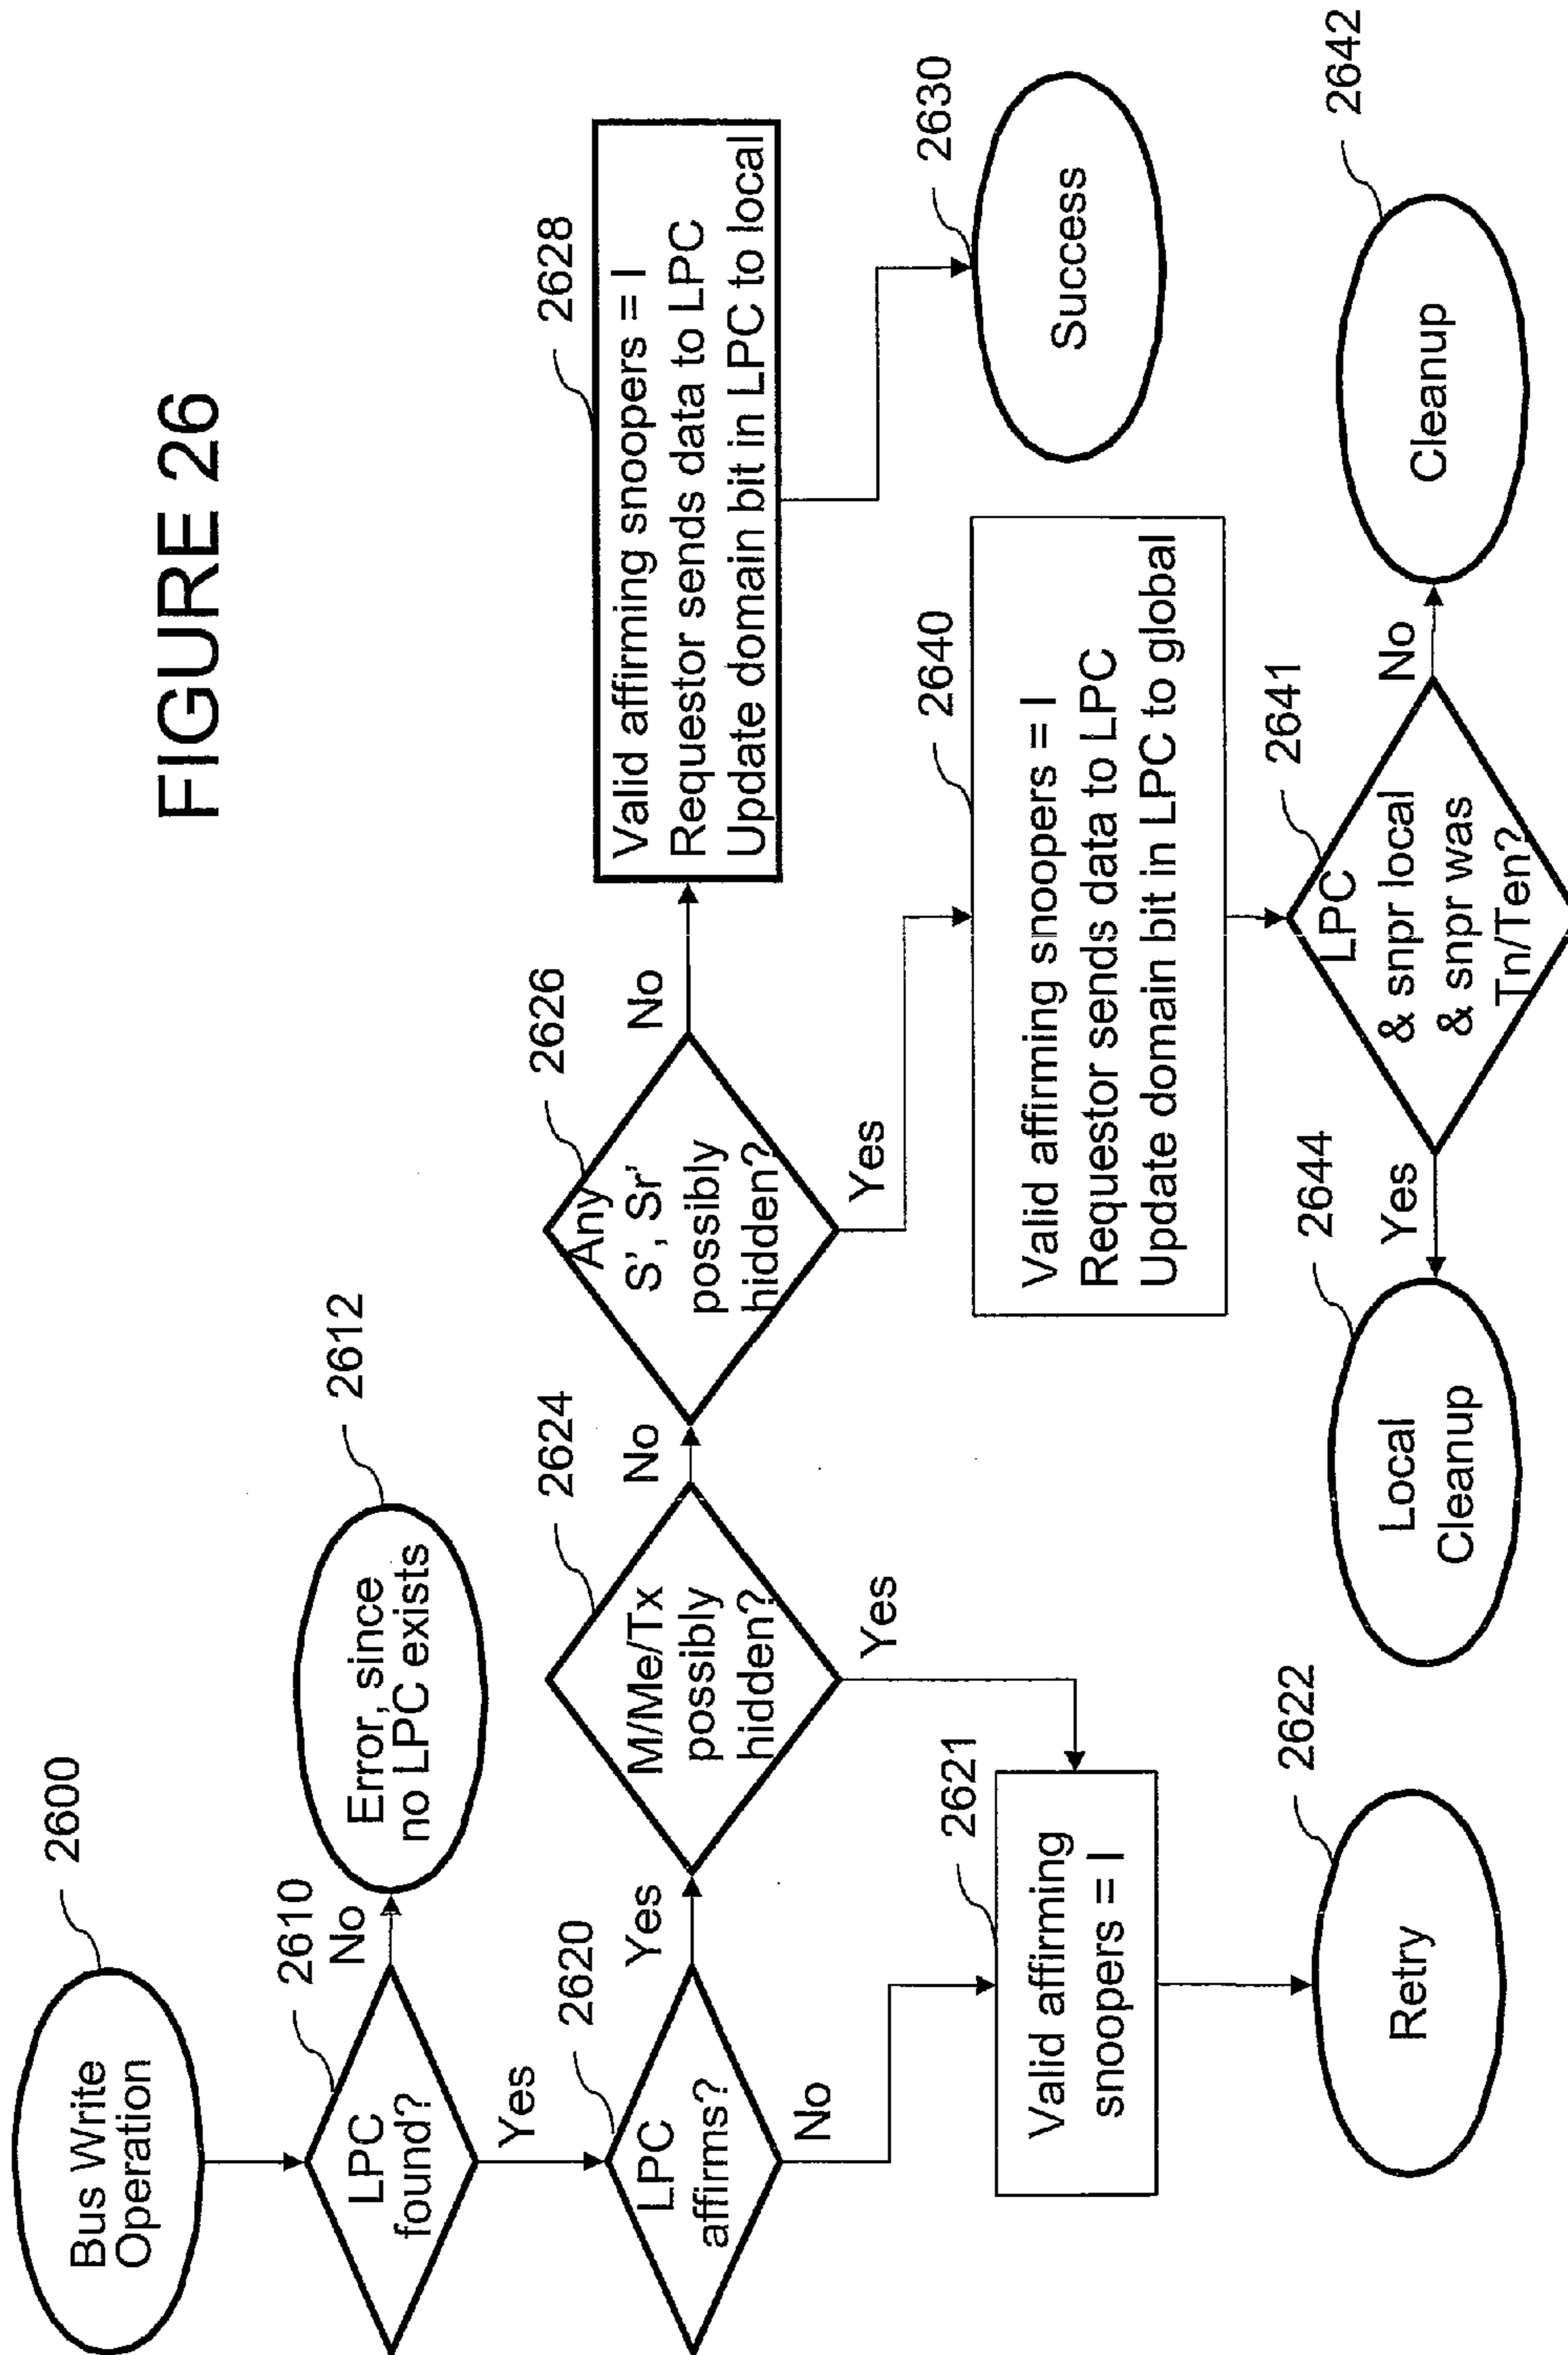 FIGURE 26
2600
Bus Write
Operation
2610
LPC
found?
No
2612
Error, since
no LPC exists
Yes
2620
LPC
affirms?
Yes
2624
M/Me/Tx
possibly
hidden?
No
2626
Any
S', Sr'
possibly
hidden?
No
2628
Valid affirming snoopers = I
Requestor sends data to LPC
Update domain bit in LPC to local
2630
Success
No
2621
Valid affirming
snoopers = I
Yes
2622
Retry
Yes
2640
Valid affirming snoopers = I
Requestor sends data to LPC
Update domain bit in LPC to global
2641
LPC
& snpr local
& snpr was
Tn/Ten?
Yes
2644
Local
Cleanup
No
2642
Cleanup